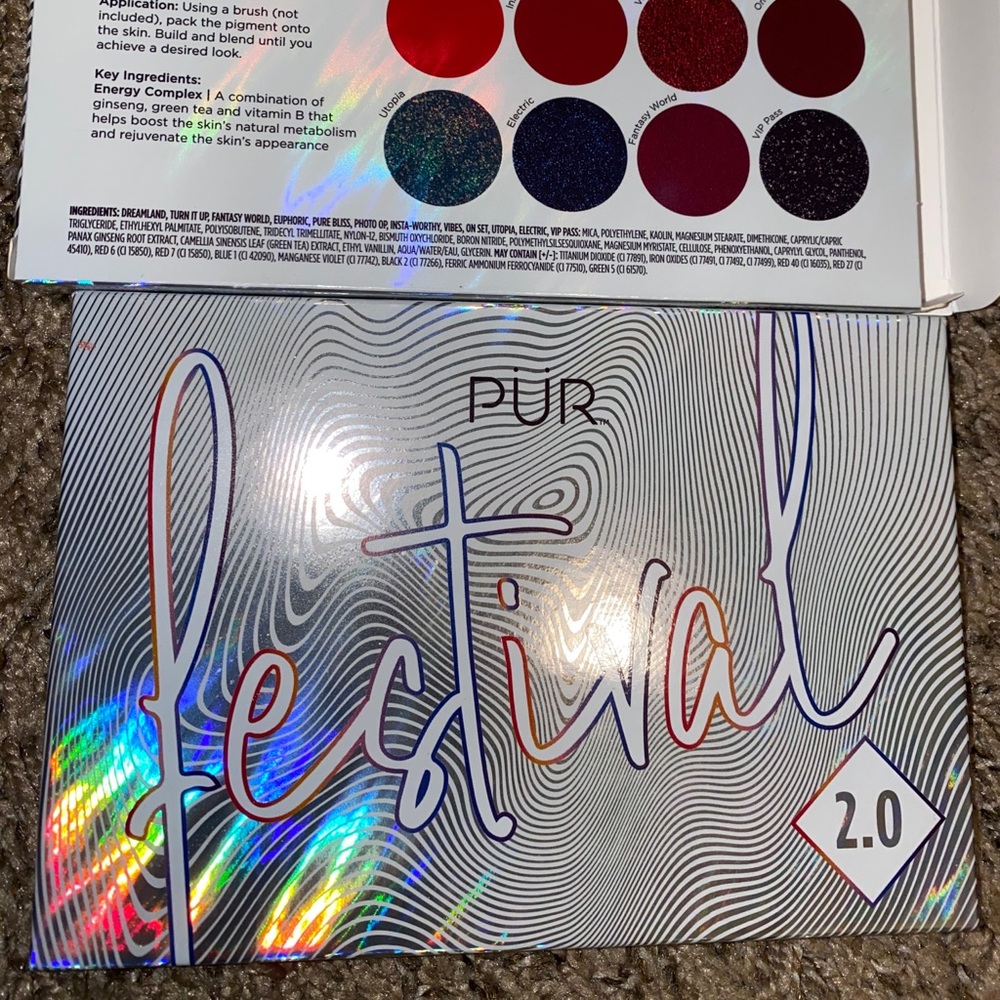 Application: Using a brush (not
included), pack the pigment onto
the skin. Build and blend until you
achieve a desired look.
Key Ingredients:
Energy Complex | A combination of
ginseng, green tea and vitamin B that
helps boost the skin's natural metabolism
and rejuvenate the skin's appearance
Utopia
Electric
Fantasy World
VIP Pass
INGREDIENTS: DREAMLAND, TURN IT UP, FANTASY WORLD, EUPHORIC, PURE BLISS, PHOTO OP, INSTA-WORTHY, VIBES, ON SET, UTOPIA, ELECTRIC, VIP PASS: MICA, POLYETHYLENE, KAOLIN, MAGNESIUM STEARATE, DIMETHICONE, CAPRYLIC/CAPRIC
TRIGLYCERIDE, ETHYLHEXYL PALMITATE, POLYISOBUTENE, TRIDECYL TRIMELLITATE, NYLON-12, BISMUTH OXYCHLORIDE, BORON NITRIDE, POLYMETHYLSILSESQUIOXANE, MAGNESIUM MYRISTATE, CELLULOSE, PHENOXYETHANOL, CAPRYLYL GLYCOL, PANTHENOL,
PANAX GINSENG ROOT EXTRACT, CAMELLIA SINENSIS LEAF (GREEN TEA) EXTRACT, ETHYL VANILLIN, AQUA/WATER/EAU, GLYCERIN. MAY CONTAIN [+/-]: TITANIUM DIOXIDE (CI 77891), IRON OXIDES (CI 77491, CI 77492, CI 77499), RED 40 (CI 16035), RED 27 (CI
45410), RED 6 (CI 15850), RED 7 (CI 15850), BLUE 1 (CI 42090), MANGANESE VIOLET (CI 77742), BLACK 2 (CI 77266), FERRIC AMMONIUM FERROCYANIDE (CI 77510), GREEN 5 (CI 61570).
PÜR™
festival
2.0